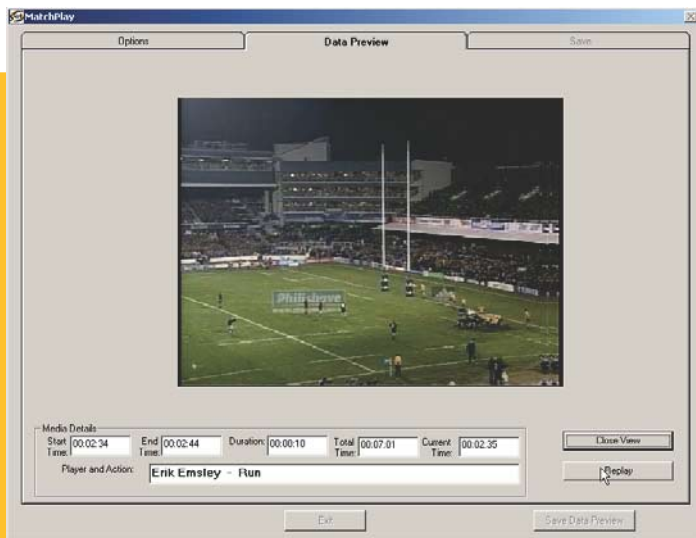 MatchPlay
Options Data Preview Save
Philishave
Media Details
Start Time: 00:02:34 End Time: 00:02:44 Duration: 00:00:10 Total Time: 00:07.01 Current Time: 00:02.35
Player and Action: Erik Emsley - Run
Close View
Replay
Exit Save Data Preview